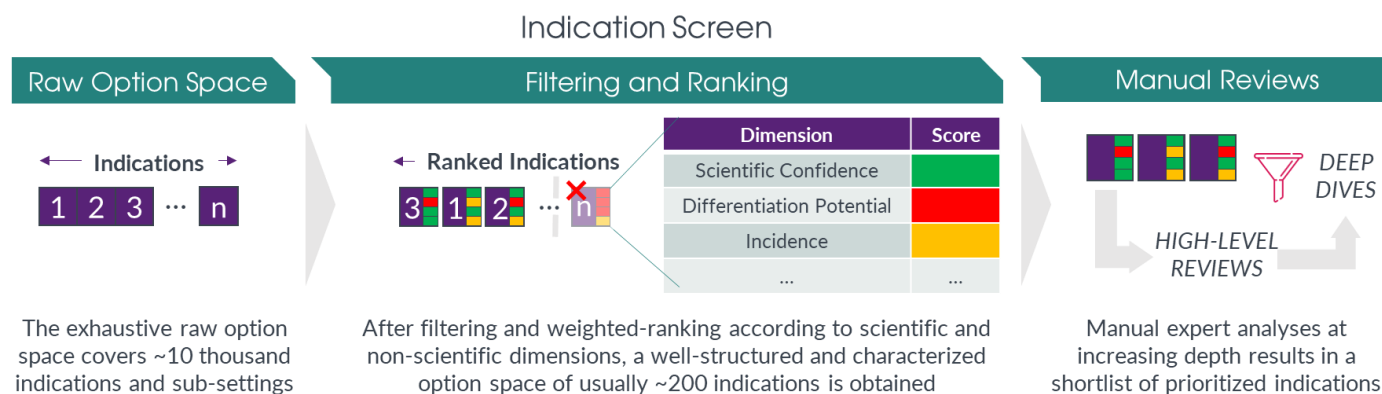 Indication Screen
Raw Option Space
Filtering and Ranking
Manual Reviews
Indications
1 2 3 ... n
Ranked Indications
3 1 2 ... n
Dimension Score
Scientific Confidence
Differentiation Potential
Incidence
... ...
DEEP
DIVES
HIGH-LEVEL
REVIEWS
The exhaustive raw option
space covers ~10 thousand
indications and sub-settings
After filtering and weighted-ranking according to scientific and
non-scientific dimensions, a well-structured and characterized
option space of usually ~200 indications is obtained
Manual expert analyses at
increasing depth results in a
shortlist of prioritized indications